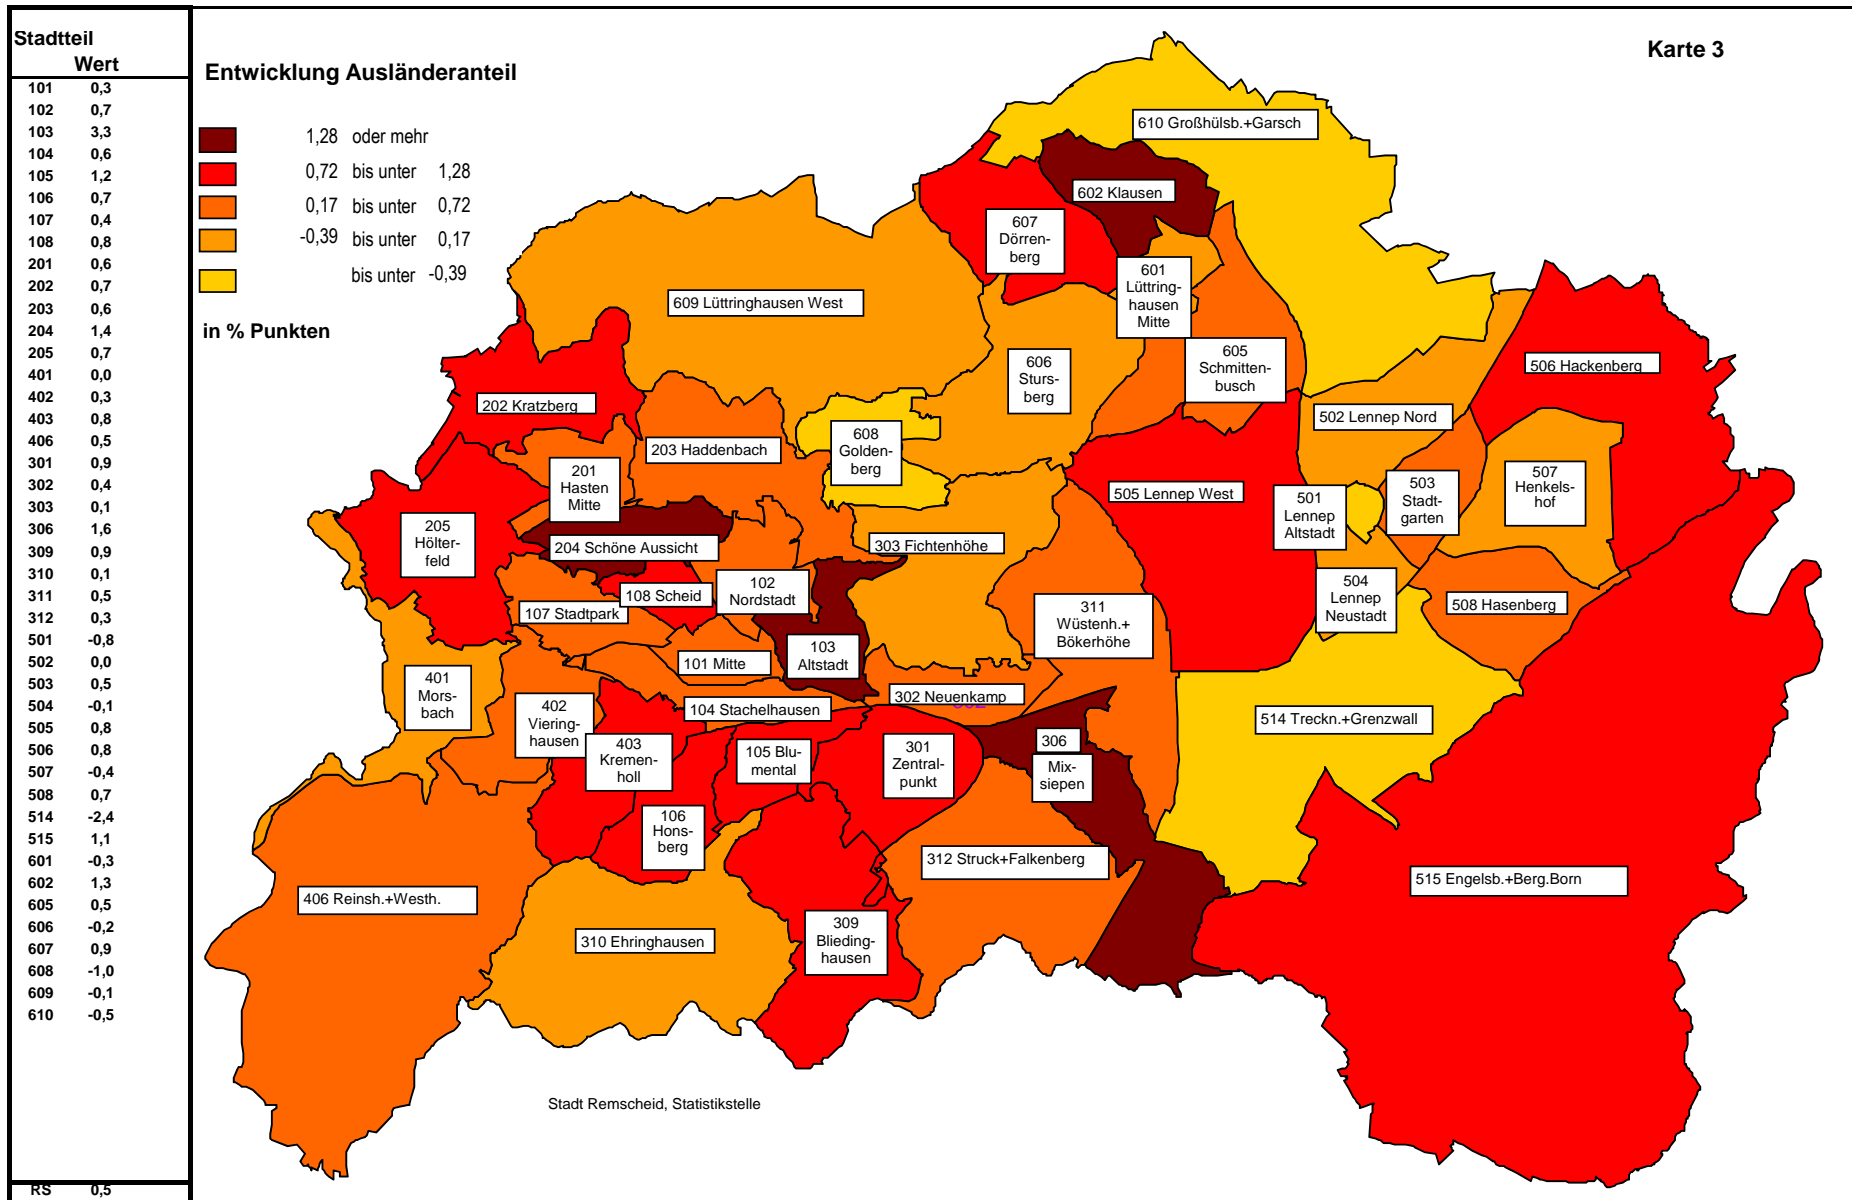 Stadtteil
Wert
101 0,3
102 0,7
103 3,3
104 0,6
105 1,2
106 0,7
107 0,4
108 0,8
201 0,6
202 0,7
203 0,6
204 1,4
205 0,7
401 0,0
402 0,3
403 0,8
406 0,5
301 0,9
302 0,4
303 0,1
306 1,6
309 0,9
310 0,1
311 0,5
312 0,3
501 -0,8
502 0,0
503 0,5
504 -0,1
505 0,8
506 0,8
507 -0,4
508 0,7
514 -2,4
515 1,1
601 -0,3
602 1,3
605 0,5
606 -0,2
607 0,9
608 -1,0
609 -0,1
610 -0,5
RS 0,5
Entwicklung Ausländeranteil
1,28 oder mehr
0,72 bis unter 1,28
0,17 bis unter 0,72
-0,39 bis unter 0,17
bis unter -0,39
in % Punkten
Karte 3
610 Großhülsb.+Garsch
602 Klausen
607
Dörren-
berg
601
Lüttring-
hausen
Mitte
609 Lüttringhausen West
605
Schmitten-
busch
606
Sturs-
berg
506 Hackenberg
202 Kratzberg
502 Lennep Nord
203 Haddenbach
608
Golden-
berg
201
Hasten
Mitte
507
Henkels-
hof
503
Stadt-
garten
505 Lennep West
501
Lennep
Altstadt
205
Hölter-
feld
204 Schöne Aussicht
303 Fichtenhöhe
102
Nordstadt
504
Lennep
Neustadt
108 Scheid
107 Stadtpark
508 Hasenberg
311
Wüstenh.+
Bökerhöhe
103
Altstadt
101 Mitte
401
Mors-
bach
302 Neuenkamp
402
Viering-
hausen
104 Stachelhausen
514 Treckn.+Grenzwall
403
Kremen-
holl
105 Blu-
mental
301
Zentral-
punkt
306
Mix-
siepen
106
Hons-
berg
312 Struck+Falkenberg
515 Engelsb.+Berg.Born
406 Reinsh.+Westh.
310 Ehringhausen
309
Blieding-
hausen
Stadt Remscheid, Statistikstelle